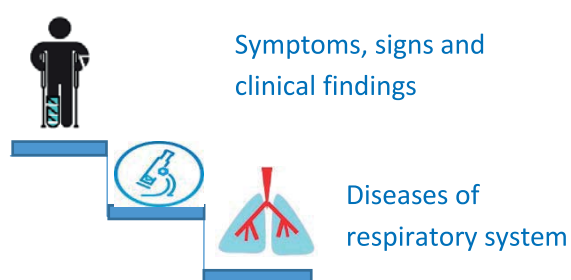 Symptoms, signs and
clinical findings
Diseases of
respiratory system